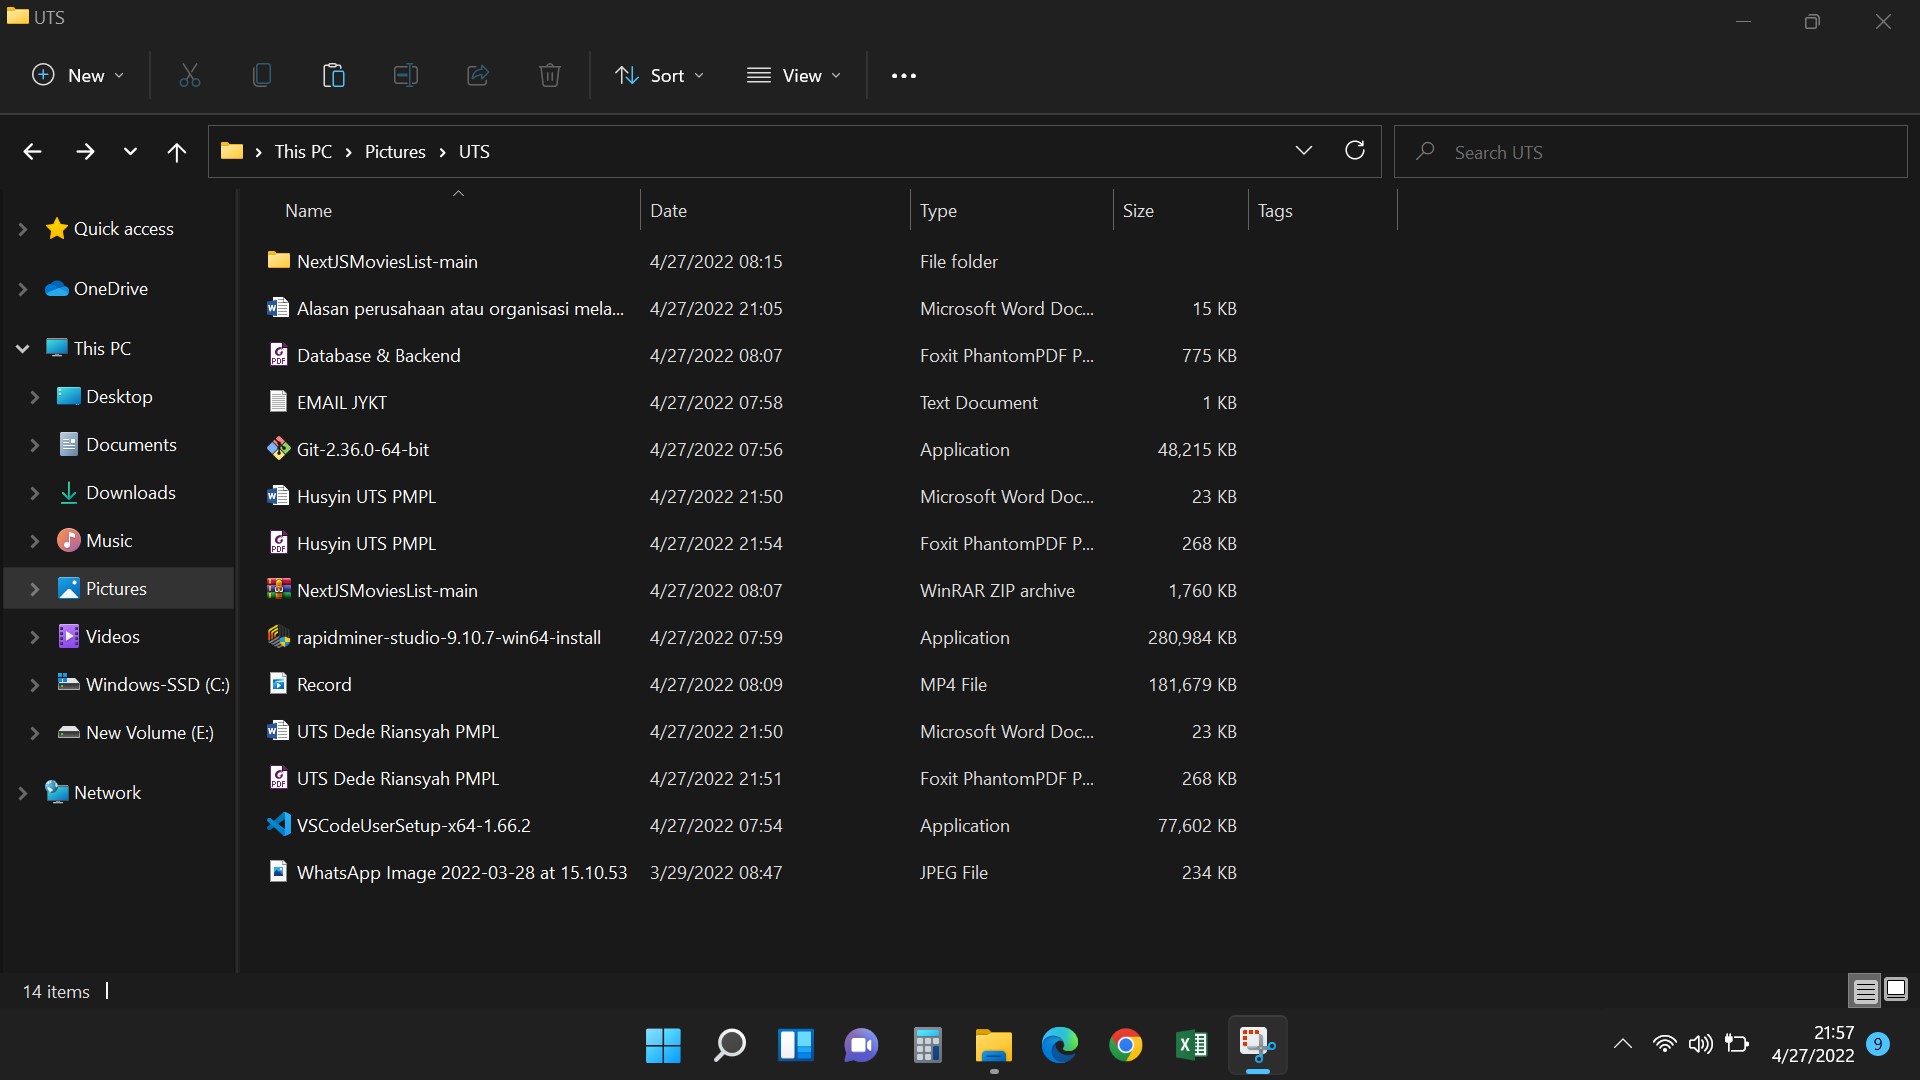 UTS
New Sort View
This PC Pictures UTS Search UTS
Name Date Type Size Tags
Quick access
OneDrive
This PC
Desktop
Documents
Downloads
Music
Pictures
Videos
Windows-SSD (C:)
New Volume (E:)
Network
NextJSMoviesList-main 4/27/2022 08:15 File folder
Alasan perusahaan atau organisasi mela... 4/27/2022 21:05 Microsoft Word Doc... 15 KB
Database & Backend 4/27/2022 08:07 Foxit PhantomPDF P... 775 KB
EMAIL JYKT 4/27/2022 07:58 Text Document 1 KB
Git-2.36.0-64-bit 4/27/2022 07:56 Application 48,215 KB
Husyin UTS PMPL 4/27/2022 21:50 Microsoft Word Doc... 23 KB
Husyin UTS PMPL 4/27/2022 21:54 Foxit PhantomPDF P... 268 KB
NextJSMoviesList-main 4/27/2022 08:07 WinRAR ZIP archive 1,760 KB
rapidminer-studio-9.10.7-win64-install 4/27/2022 07:59 Application 280,984 KB
Record 4/27/2022 08:09 MP4 File 181,679 KB
UTS Dede Riansyah PMPL 4/27/2022 21:50 Microsoft Word Doc... 23 KB
UTS Dede Riansyah PMPL 4/27/2022 21:51 Foxit PhantomPDF P... 268 KB
VSCodeUserSetup-x64-1.66.2 4/27/2022 07:54 Application 77,602 KB
WhatsApp Image 2022-03-28 at 15.10.53 3/29/2022 08:47 JPEG File 234 KB
14 items
21:57
4/27/2022 9